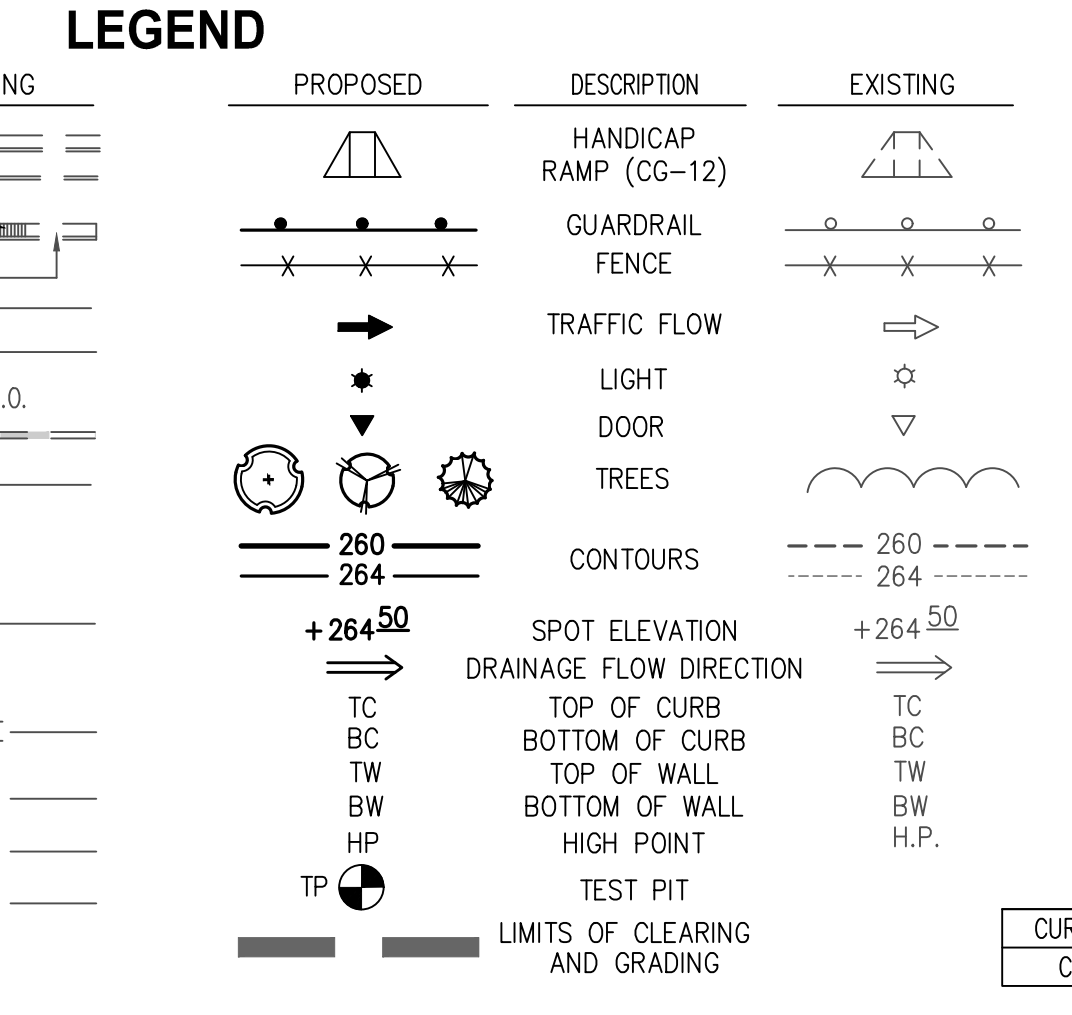 LEGEND
NG
PROPOSED DESCRIPTION EXISTING
HANDICAP
RAMP (CG-12)
GUARDRAIL
FENCE
TRAFFIC FLOW
LIGHT
.O.
DOOR
TREES
260 CONTOURS 260
264 264
+264 50 SPOT ELEVATION +264 50
DRAINAGE FLOW DIRECTION
TC TOP OF CURB TC
BC BOTTOM OF CURB BC
TW TOP OF WALL TW
BW BOTTOM OF WALL BW
HP HIGH POINT H.P.
TP TEST PIT
LIMITS OF CLEARING
AND GRADING
CUR
C